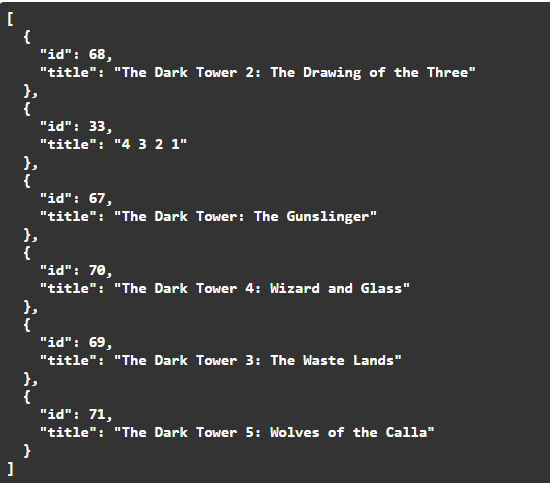 [
  {
    "id": 68,
    "title": "The Dark Tower 2: The Drawing of the Three"
  },
  {
    "id": 33,
    "title": "4 3 2 1"
  },
  {
    "id": 67,
    "title": "The Dark Tower: The Gunslinger"
  },
  {
    "id": 70,
    "title": "The Dark Tower 4: Wizard and Glass"
  },
  {
    "id": 69,
    "title": "The Dark Tower 3: The Waste Lands"
  },
  {
    "id": 71,
    "title": "The Dark Tower 5: Wolves of the Calla"
  }
]